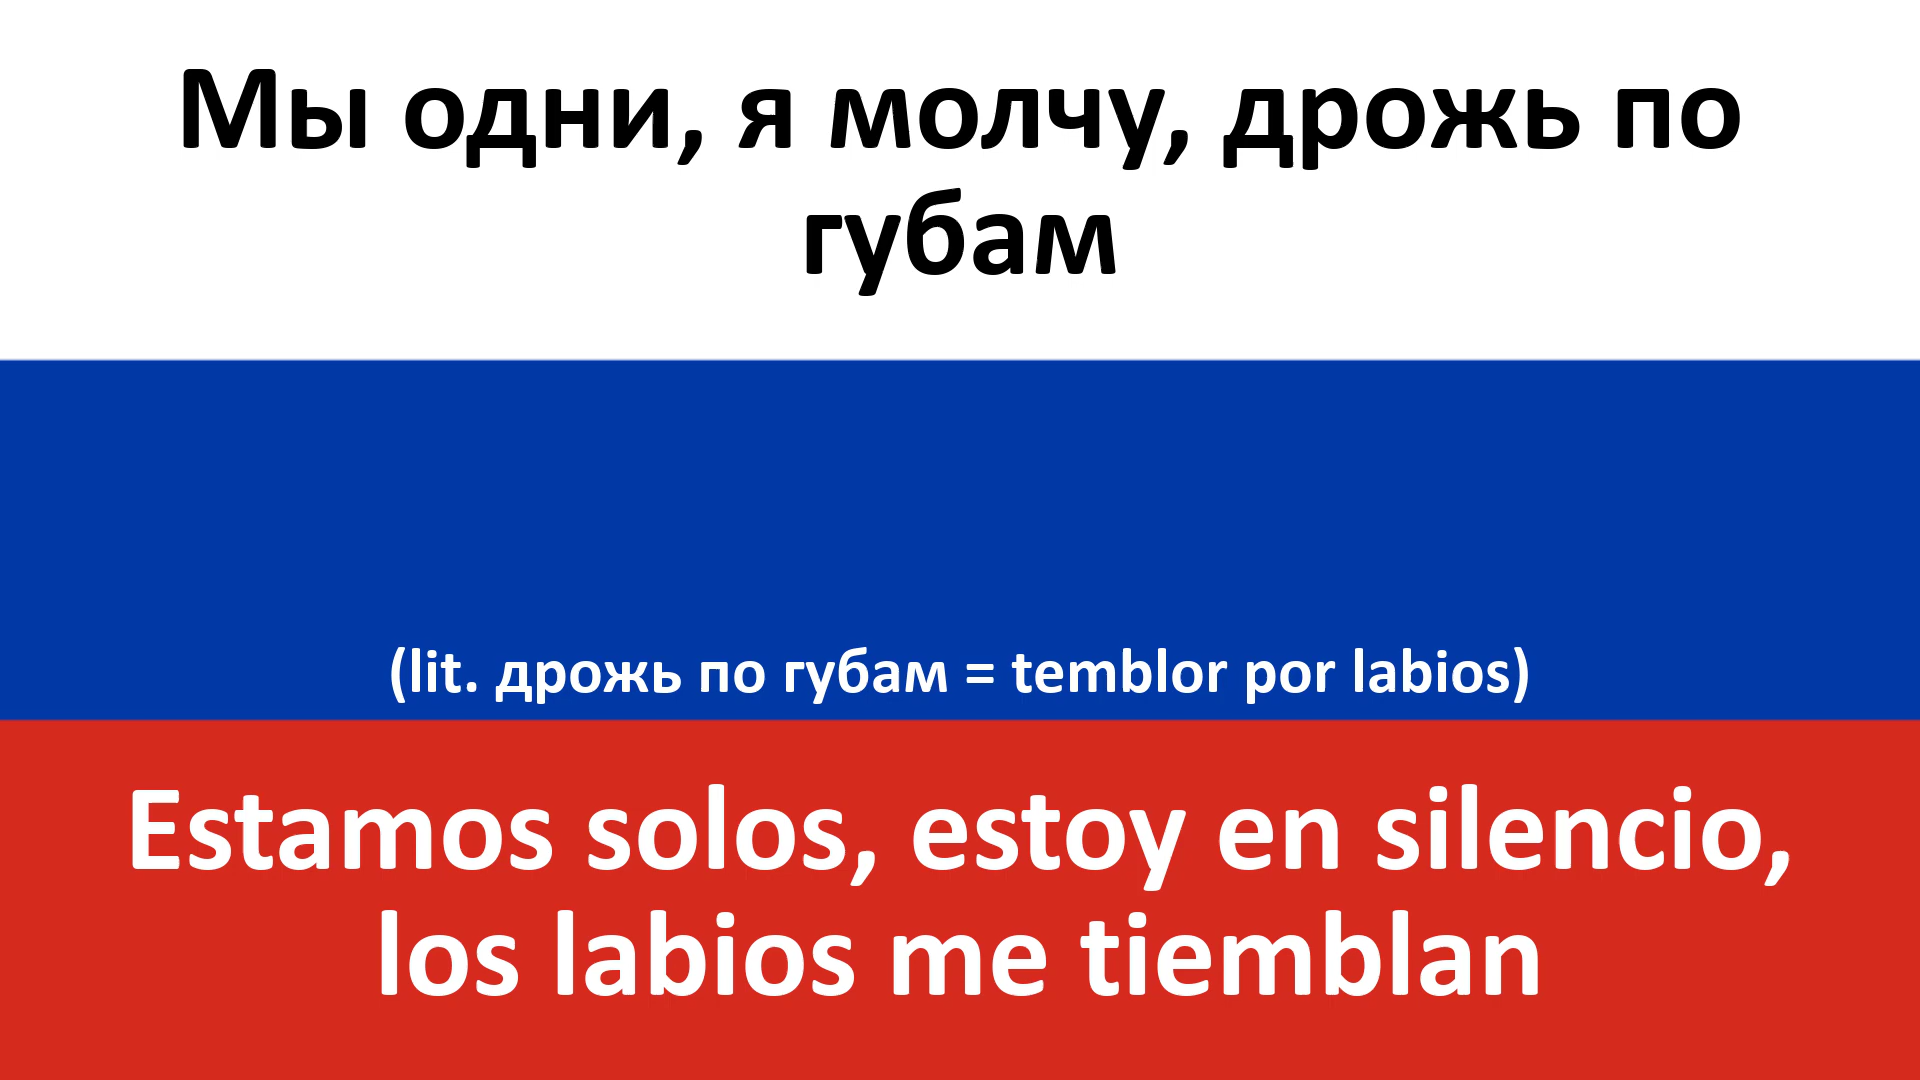 Мы одни, я молчу, дрожь по
губам
(lit. дрожь по губам = temblor por labios)
Estamos solos, estoy en silencio,
los labios me tiemblan